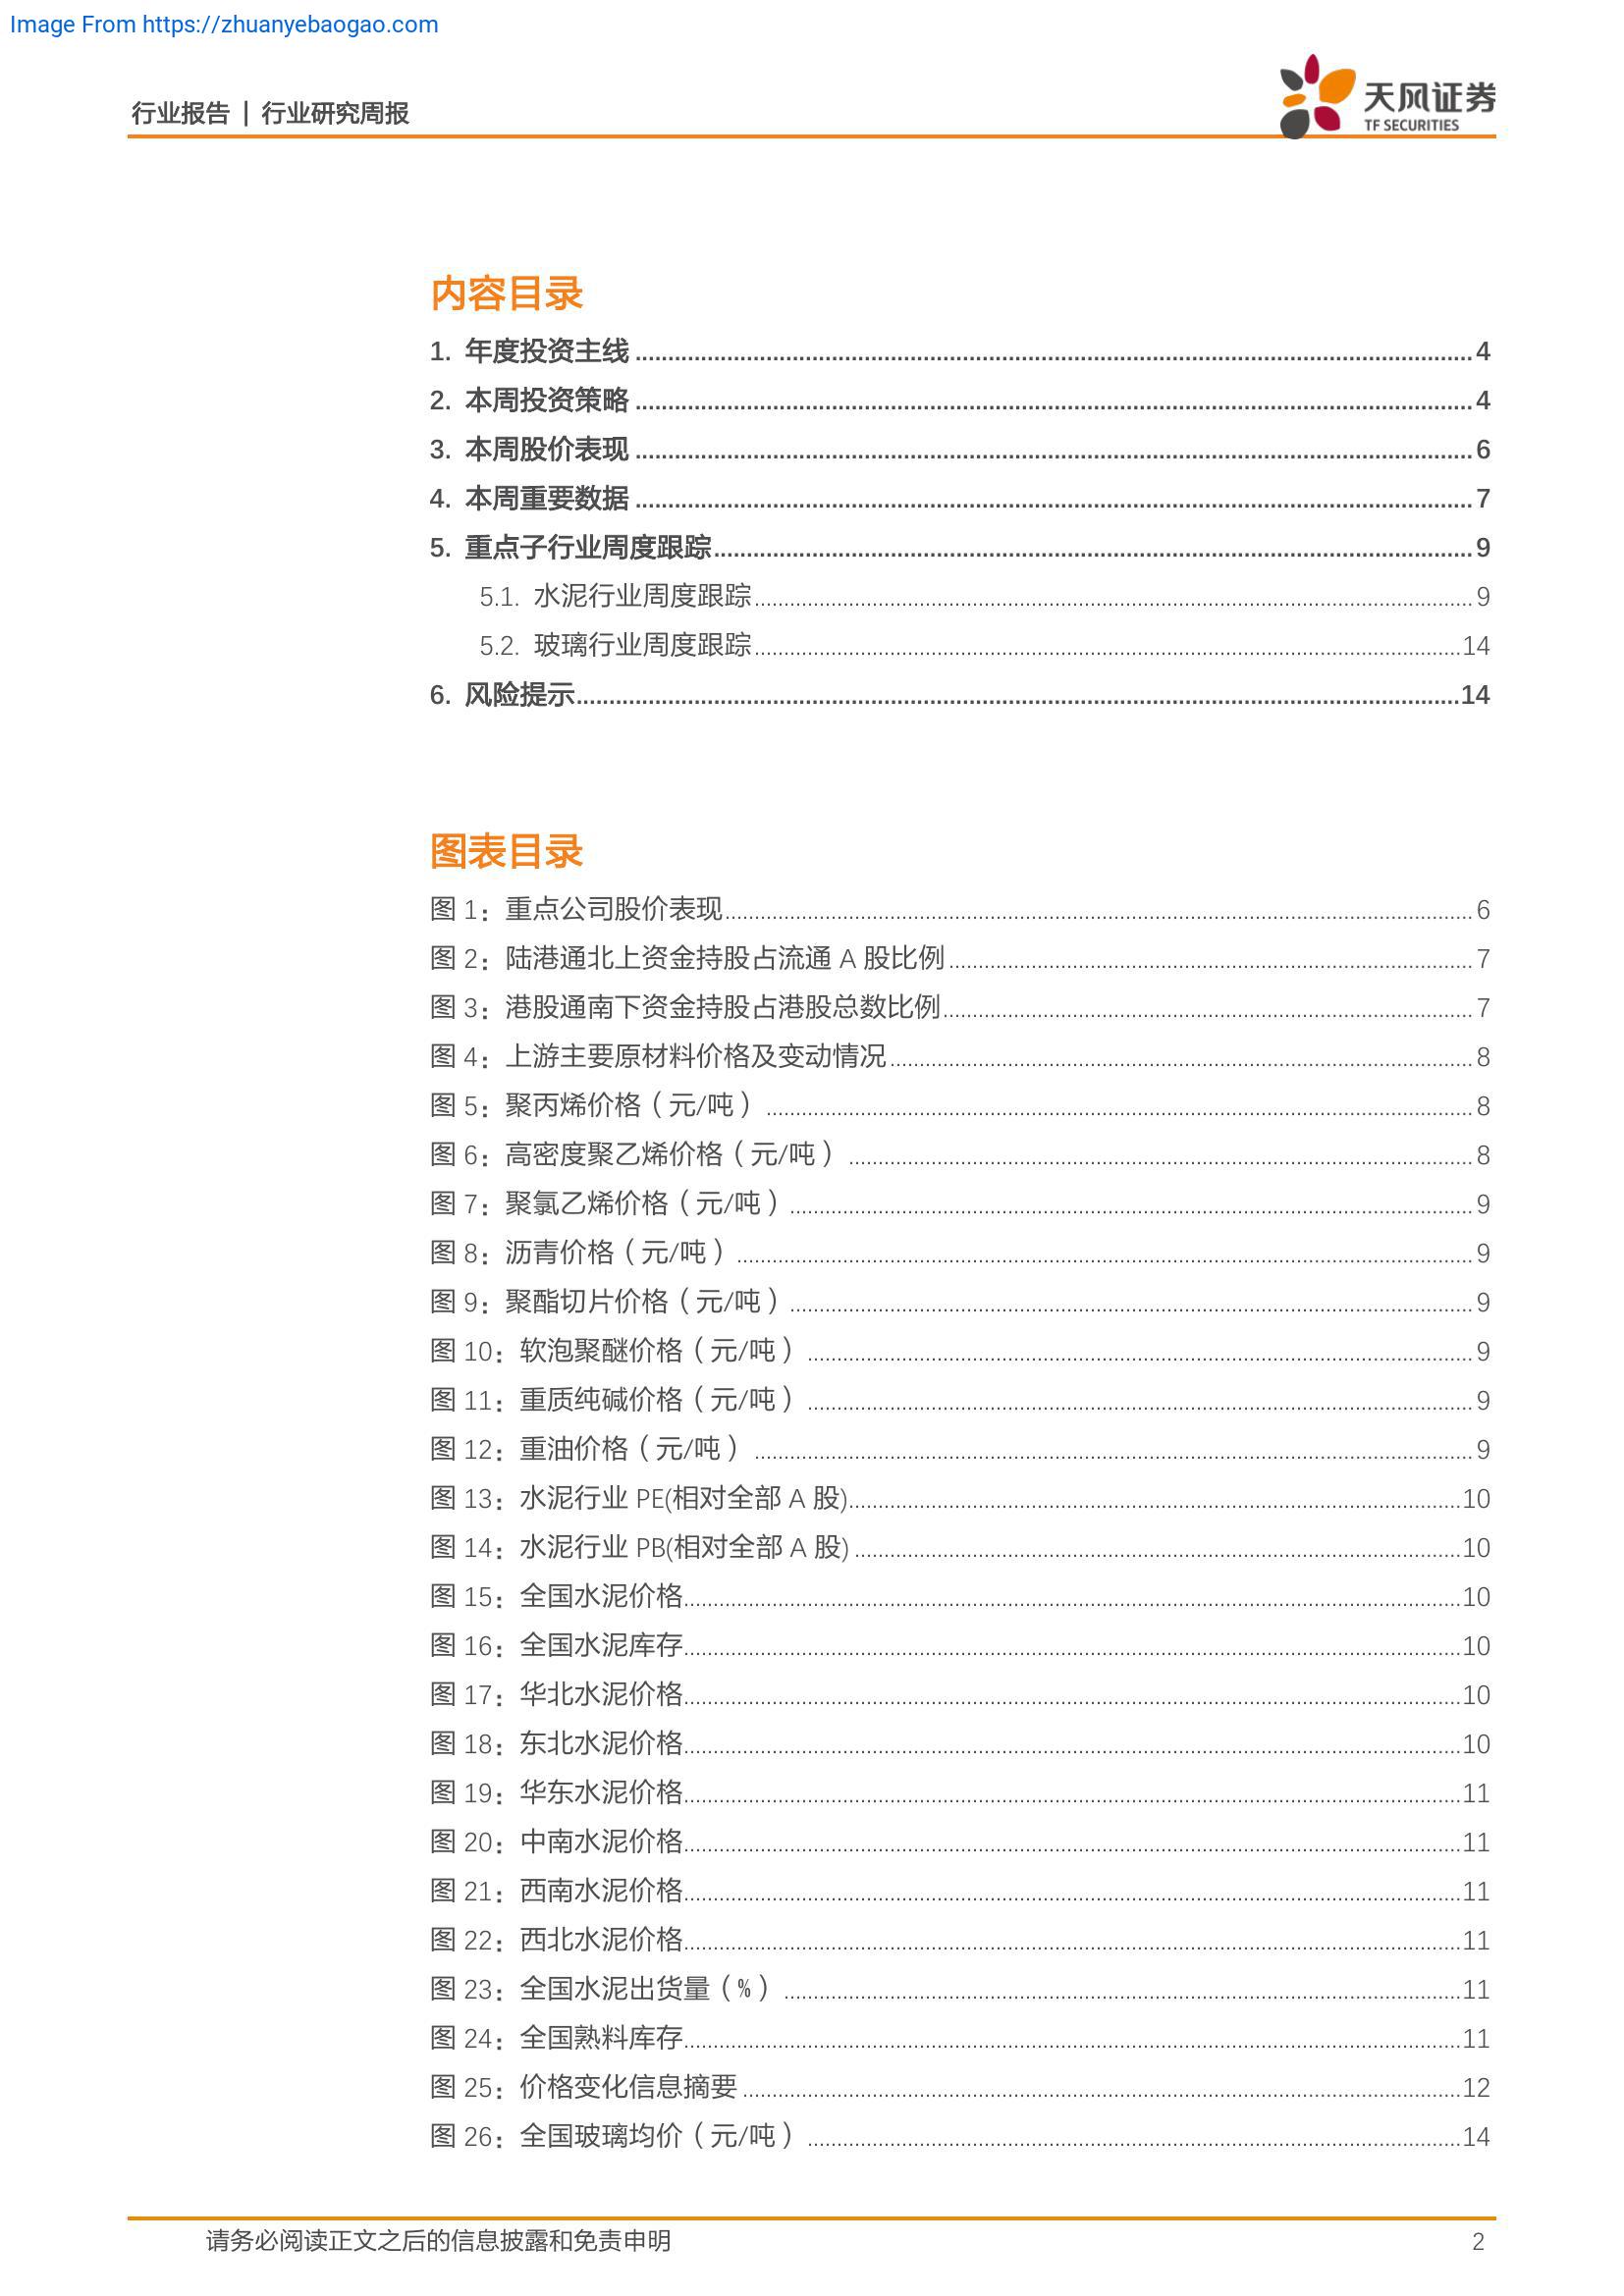 Image From https://zhuanyebaogao.com
行业报告 | 行业研究周报
天风证券
TF SECURITIES
内容目录
1. 年度投资主线 4
2. 本周投资策略 4
3. 本周股价表现 6
4. 本周重要数据 7
5. 重点子行业周度跟踪 9
5.1. 水泥行业周度跟踪 9
5.2. 玻璃行业周度跟踪 14
6. 风险提示 14
图表目录
图 1：重点公司股价表现 6
图 2：陆港通北上资金持股占流通 A 股比例 7
图 3：港股通南下资金持股占港股总数比例 7
图 4：上游主要原材料价格及变动情况 8
图 5：聚丙烯价格（元/吨） 8
图 6：高密度聚乙烯价格（元/吨） 8
图 7：聚氯乙烯价格（元/吨） 9
图 8：沥青价格（元/吨） 9
图 9：聚酯切片价格（元/吨） 9
图 10：软泡聚醚价格（元/吨） 9
图 11：重质纯碱价格（元/吨） 9
图 12：重油价格（元/吨） 9
图 13：水泥行业 PE(相对全部 A 股) 10
图 14：水泥行业 PB(相对全部 A 股) 10
图 15：全国水泥价格 10
图 16：全国水泥库存 10
图 17：华北水泥价格 10
图 18：东北水泥价格 10
图 19：华东水泥价格 11
图 20：中南水泥价格 11
图 21：西南水泥价格 11
图 22：西北水泥价格 11
图 23：全国水泥出货量（%） 11
图 24：全国熟料库存 11
图 25：价格变化信息摘要 12
图 26：全国玻璃均价（元/吨） 14
请务必阅读正文之后的信息披露和免责申明 2